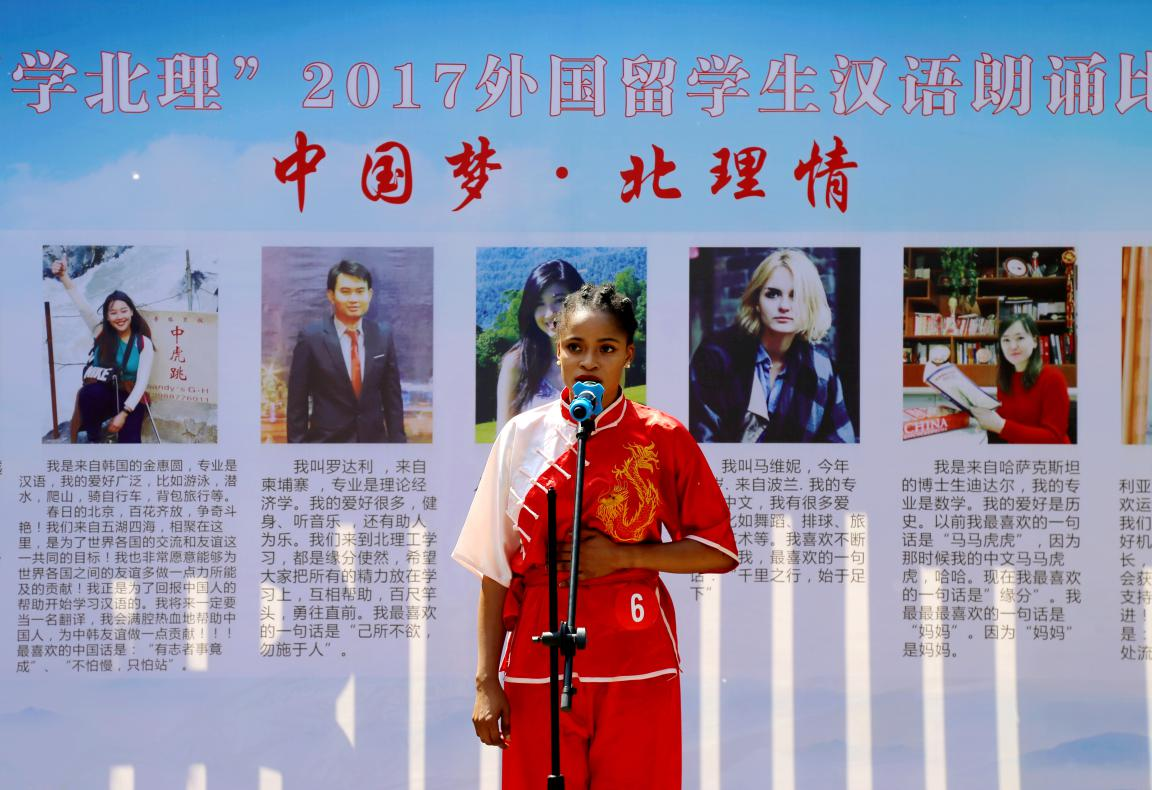 学北理” 2017外国留学生汉语朗诵比
中国梦·北理情
中虎跳
6
CHINA
我是来自韩国的金惠圆，专业是
汉语，我的爱好广泛，比如游泳，潜
水，爬山，骑自行车，背包旅行等。
春日的北京，百花齐放，争奇斗
艳！我们来自五湖四海，相聚在这
里，是为了世界各国的交流和友谊这
一共同的目标！我也非常愿意能够为
世界各国之间的友谊多做一点力所能
及的贡献！我正是为了回报中国人的
帮助开始学习汉语的。我将来一定要
当一名翻译，我会满腔热血地帮助中
国人，为中韩友谊做一点贡献！！！
最喜欢的中国话是：“有志者事竟
成”、“不怕慢，只怕站”。
我叫罗达利，来自
柬埔寨，专业是理论经
济学。我的爱好很多，健
身、听音乐，还有助人
为乐。我们来到北理工学
习，都是缘分使然，希望
大家把所有的精力放在学
习上，互相帮助，百尺竿
头，勇往直前。我最喜欢
的一句话是“己所不欲，
勿施于人”。
我叫马维妮，今年
岁. 来自波兰. 我的专
中文，我有很多爱
比如舞蹈、排球、旅
术等。我喜欢不断
我，最喜欢的一句
话：“千里之行，始于足
下”
我是来自哈萨克斯坦
的博士生迪达尔，我的专
业是数学。我的爱好是历
史。以前我最喜欢的一句
话是“马马虎虎”，因为
那时候我的中文马马虎
虎，哈哈。现在我最喜欢
的一句话是“缘分”。我
最最最喜欢的一句话是
“妈妈”。因为“妈妈”
是妈妈。
利亚
欢运
我们
好机
长，
会获
支持
进！
是：
处流